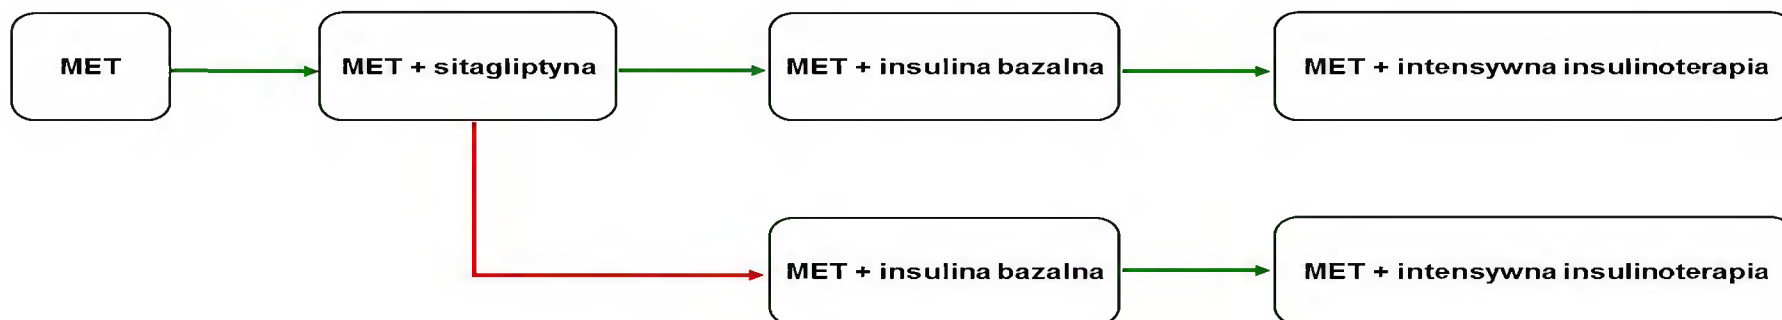 MET
MET + sitagliptyna
MET + insulina bazalna
MET + intensywna insulinoterapia
MET + insulina bazalna
MET + intensywna insulinoterapia